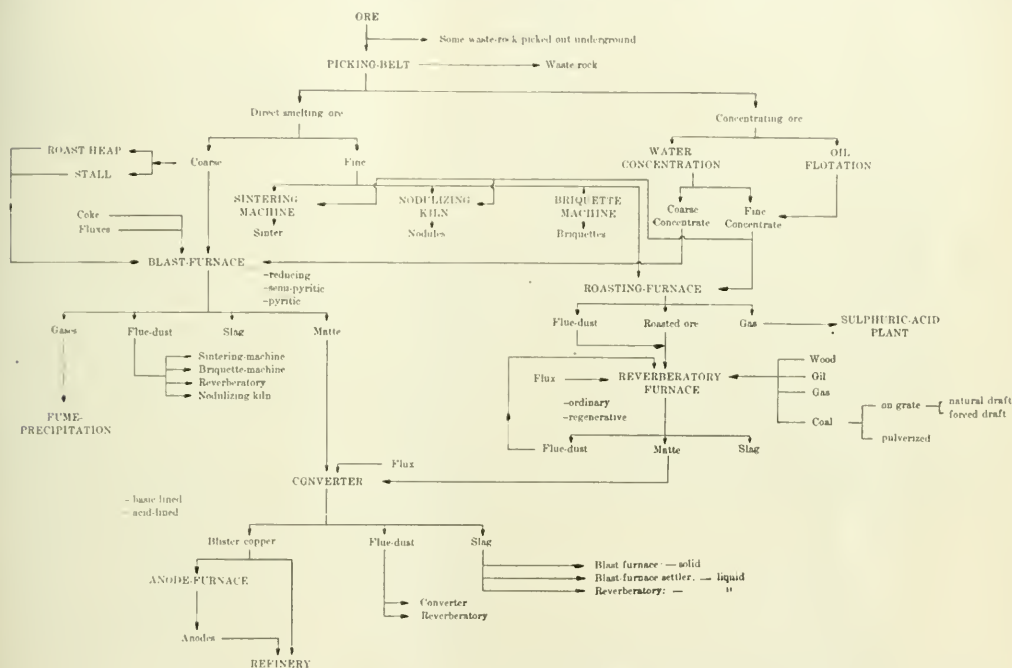 ORE
Some waste-rock picked out underground
PICKING-BELT
Waste rock
Direct smelting ore
Concentrating ore
ROAST HEAP
STALL
Coarse
Fine
WATER
CONCENTRATION
OIL
FLOTATION
SINTERING
MACHINE
NODULIZING
KILN
BRIQUETTE
MACHINE
Coarse
Concentrate
Fine
Concentrate
Coke
Fluxes
Sinter
Nodules
Briquettes
BLAST-FURNACE
-reducing
-semi-pyritic
-pyritic
ROASTING-FURNACE
Gases
Flue-dust
Slag
Matte
Flue-dust
Roasted ore
Gas
SULPHURIC-ACID
PLANT
Sintering-machine
Briquette-machine
Reverberatory
Nodulizing kiln
FUME-
PRECIPITATION
Flux
REVERBERATORY
FURNACE
-ordinary
-regenerative
Wood
Oil
Gas
Coal
on grate
natural draft
forced draft
pulverized
Flue-dust
Matte
Slag
Flux
CONVERTER
- basic lined
- acid-lined
Blister copper
Flue-dust
Slag
ANODE-FURNACE
Blast furnace - solid
Blast-furnace settler. - liquid
Reverberatory: - "
Converter
Reverberatory
Anodes
REFINERY